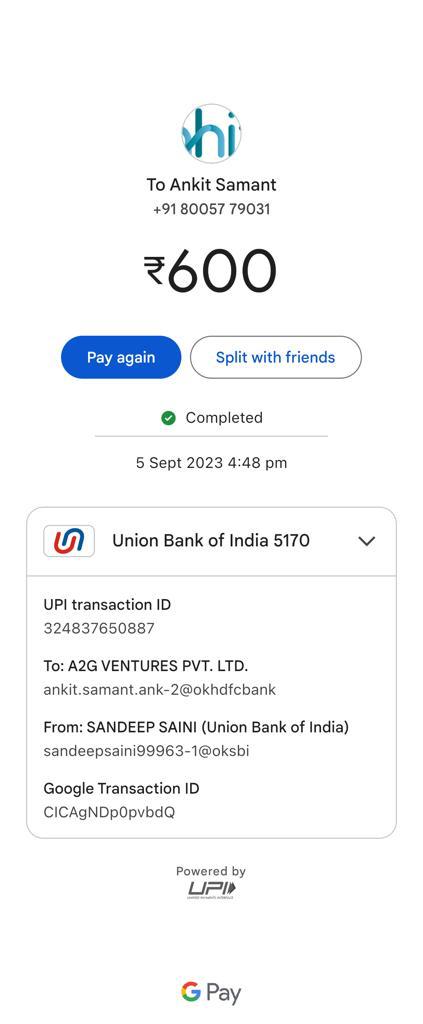 hi
To Ankit Samant
+91 80057 79031
₹600
Pay again
Split with friends
Completed
5 Sept 2023 4:48 pm
Union Bank of India 5170
UPI transaction ID
324837650887
To: A2G VENTURES PVT. LTD.
ankit.samant.ank-2@okhdfcbank
From: SANDEEP SAINI (Union Bank of India)
sandeepsaini99963-1@oksbi
Google Transaction ID
CICAgNDp0pvbdQ
Powered by
UPI
UNIFIED PAYMENTS INTERFACE
G Pay